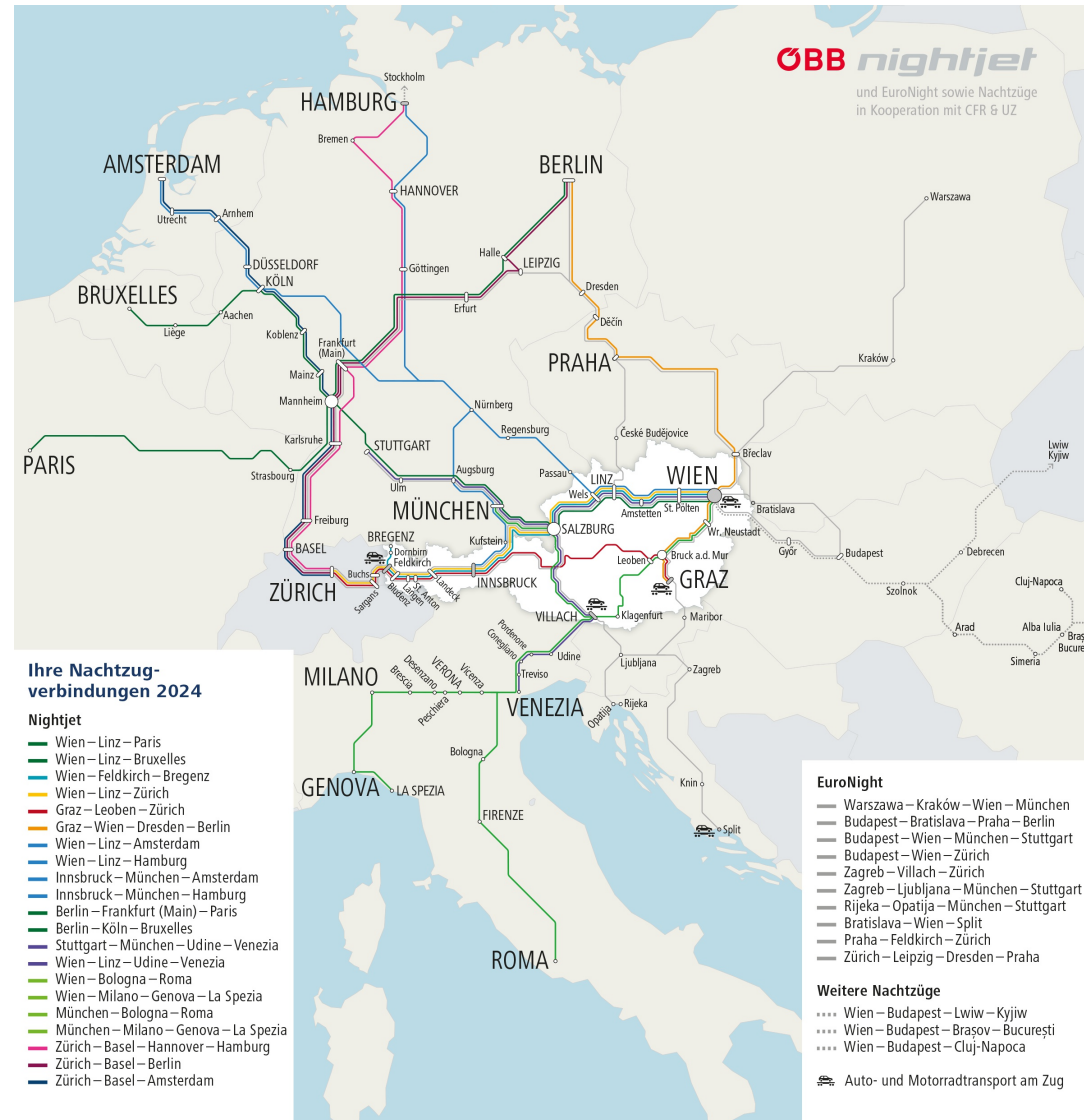 ÖBB nightjet
und EuroNight sowie Nachtzüge
in Kooperation mit CFR & UZ
Stockholm
HAMBURG
Bremen
AMSTERDAM
BERLIN
HANNOVER
Warszawa
Utrecht
Arnhem
Halle
LEIPZIG
DÜSSELDORF
KÖLN
Göttingen
BRUXELLES
Dresden
Erfurt
Aachen
Liège
Děčín
Koblenz
Frankfurt
(Main)
PRAHA
Kraków
Mainz
Mannheim
Nürnberg
Regensburg
České Budějovice
Karlsruhe
STUTTGART
Lwiw
Kyjiw
PARIS
Strasbourg
Augsburg
Passau
LINZ
WIEN
Břeclav
Ulm
Wels
MÜNCHEN
Amstetten
St. Pölten
Bratislava
Freiburg
SALZBURG
Wr. Neustadt
BREGENZ
Kufstein
BASEL
Dornbirn
Feldkirch
Győr
Budapest
Debrecen
Leoben
Bruck a.d. Mur
ZÜRICH
Buchs
Sargans
Bludenz
Langen
St. Anton
Landeck
INNSBRUCK
GRAZ
Szolnok
Cluj-Napoca
VILLACH
Klagenfurt
Maribor
Arad
Alba Iulia
Braș
Bucure
Simeria
Pordenone
Conegliano
Udine
Ljubljana
Zagreb
Treviso
MILANO
Brescia
Desenzano
Peschiera
VERONA
Vicenza
VENEZIA
Opatija
Rijeka
Bologna
GENOVA
LA SPEZIA
FIRENZE
Knin
Split
ROMA
Ihre Nachtzug-
verbindungen 2024
Nightjet
Wien – Linz – Paris
Wien – Linz – Bruxelles
Wien – Feldkirch – Bregenz
Wien – Linz – Zürich
Graz – Leoben – Zürich
Graz – Wien – Dresden – Berlin
Wien – Linz – Amsterdam
Wien – Linz – Hamburg
Innsbruck – München – Amsterdam
Innsbruck – München – Hamburg
Berlin – Frankfurt (Main) – Paris
Berlin – Köln – Bruxelles
Stuttgart – München – Udine – Venezia
Wien – Linz – Udine – Venezia
Wien – Bologna – Roma
Wien – Milano – Genova – La Spezia
München – Bologna – Roma
München – Milano – Genova – La Spezia
Zürich – Basel – Hannover – Hamburg
Zürich – Basel – Berlin
Zürich – Basel – Amsterdam
EuroNight
Warszawa – Kraków – Wien – München
Budapest – Bratislava – Praha – Berlin
Budapest – Wien – München – Stuttgart
Budapest – Wien – Zürich
Zagreb – Villach – Zürich
Zagreb – Ljubljana – München – Stuttgart
Rijeka – Opatija – München – Stuttgart
Bratislava – Wien – Split
Praha – Feldkirch – Zürich
Zürich – Leipzig – Dresden – Praha
Weitere Nachtzüge
Wien – Budapest – Lwiw – Kyjiw
Wien – Budapest – Brașov – București
Wien – Budapest – Cluj-Napoca
Auto- und Motorradtransport am Zug